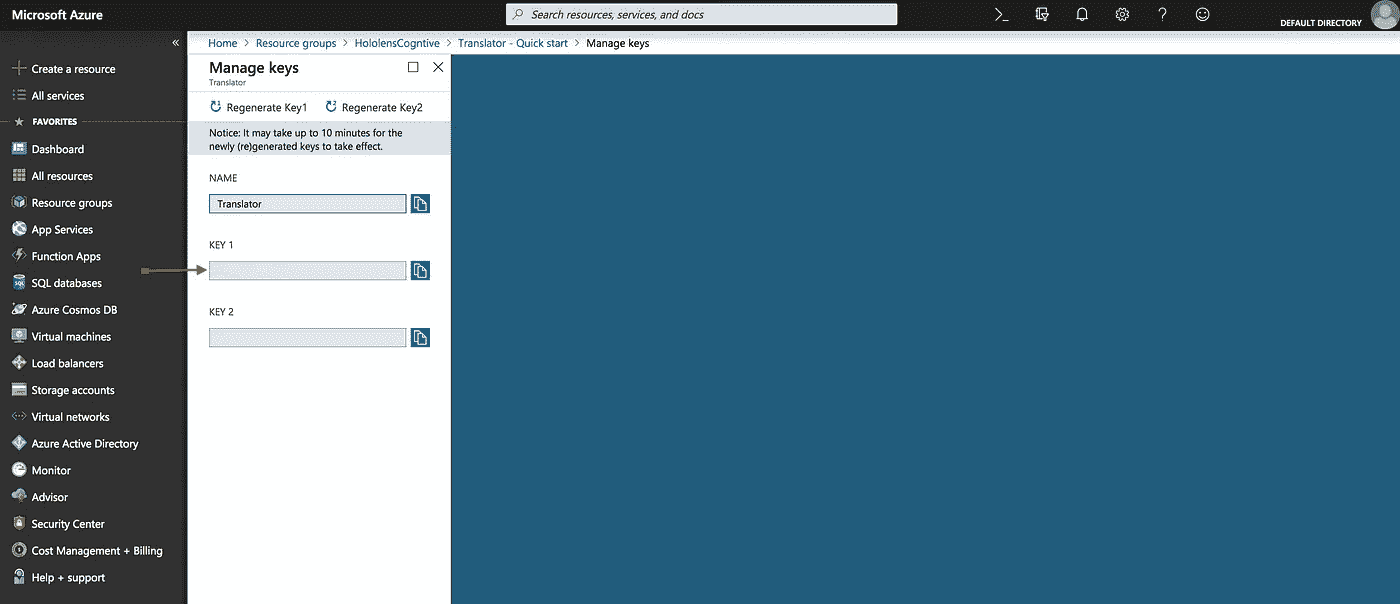 Microsoft Azure
Search resources, services, and docs
DEFAULT DIRECTORY
Home > Resource groups > HololensCogntive > Translator - Quick start > Manage keys
Create a resource
All services
FAVORITES
Dashboard
All resources
Resource groups
App Services
Function Apps
SQL databases
Azure Cosmos DB
Virtual machines
Load balancers
Storage accounts
Virtual networks
Azure Active Directory
Monitor
Advisor
Security Center
Cost Management + Billing
Help + support
Manage keys
Translator
Regenerate Key1 Regenerate Key2
Notice: It may take up to 10 minutes for the
newly (re)generated keys to take effect.
NAME
Translator
KEY 1
KEY 2